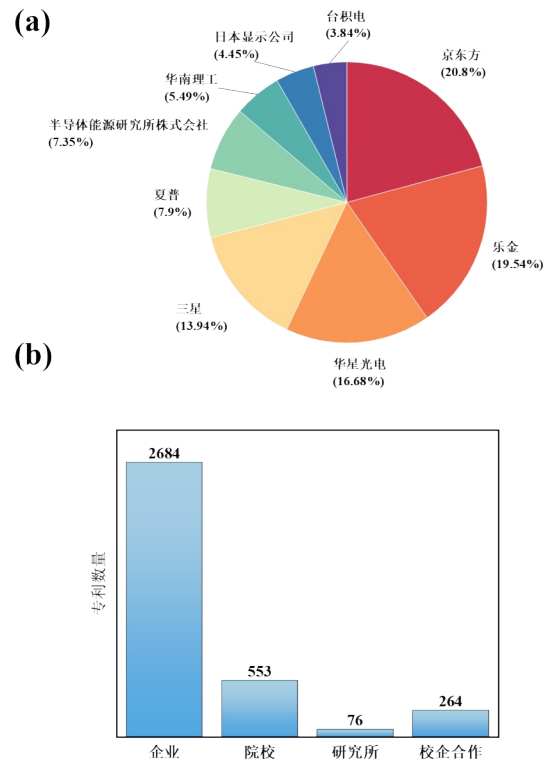 (a)
台积电
(3.84%)
日本显示公司
(4.45%)
华南理工
(5.49%)
半导体能源研究所株式会社
(7.35%)
夏普
(7.9%)
三星
(13.94%)
京东方
(20.8%)
乐金
(19.54%)
华星光电
(16.68%)
(b)
专利数量
2684
553
76
264
企业
院校
研究所
校企合作